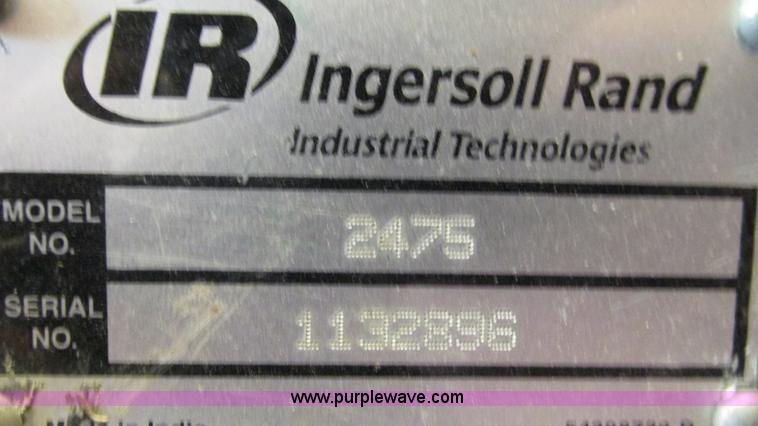 IR
Ingersoll Rand
Industrial Technologies
MODEL NO.
2475
SERIAL NO.
1132896
www.purplewave.com